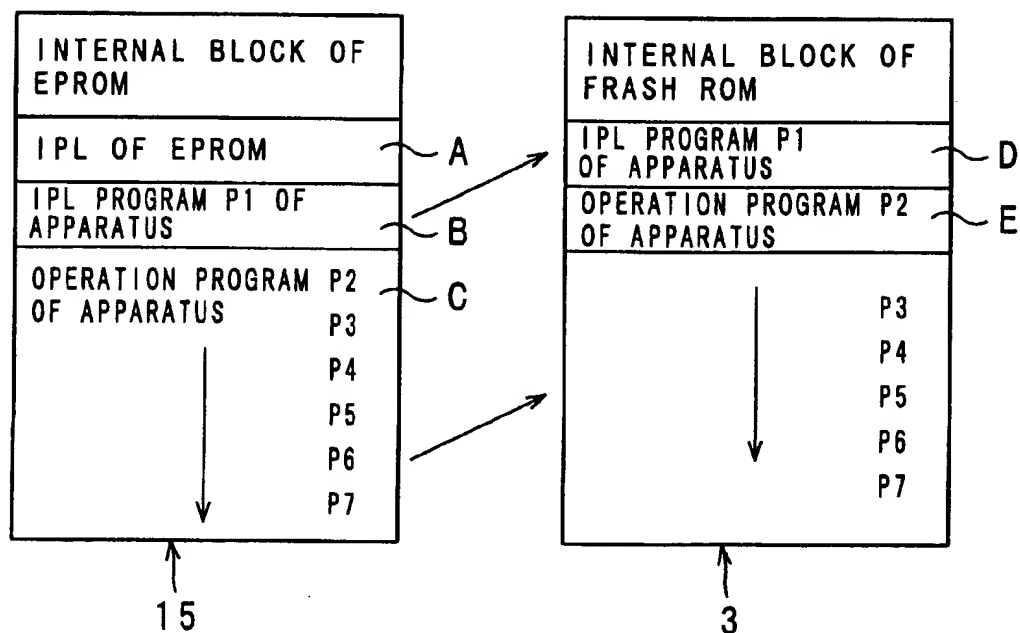 INTERNAL BLOCK OF
EPROM
IPL OF EPROM
A
IPL PROGRAM P1 OF
APPARATUS
B
OPERATION PROGRAM P2
OF APPARATUS
C
P3
P4
P5
P6
P7
15
INTERNAL BLOCK OF
FRASH ROM
IPL PROGRAM P1
OF APPARATUS
D
OPERATION PROGRAM P2
OF APPARATUS
E
P3
P4
P5
P6
P7
3